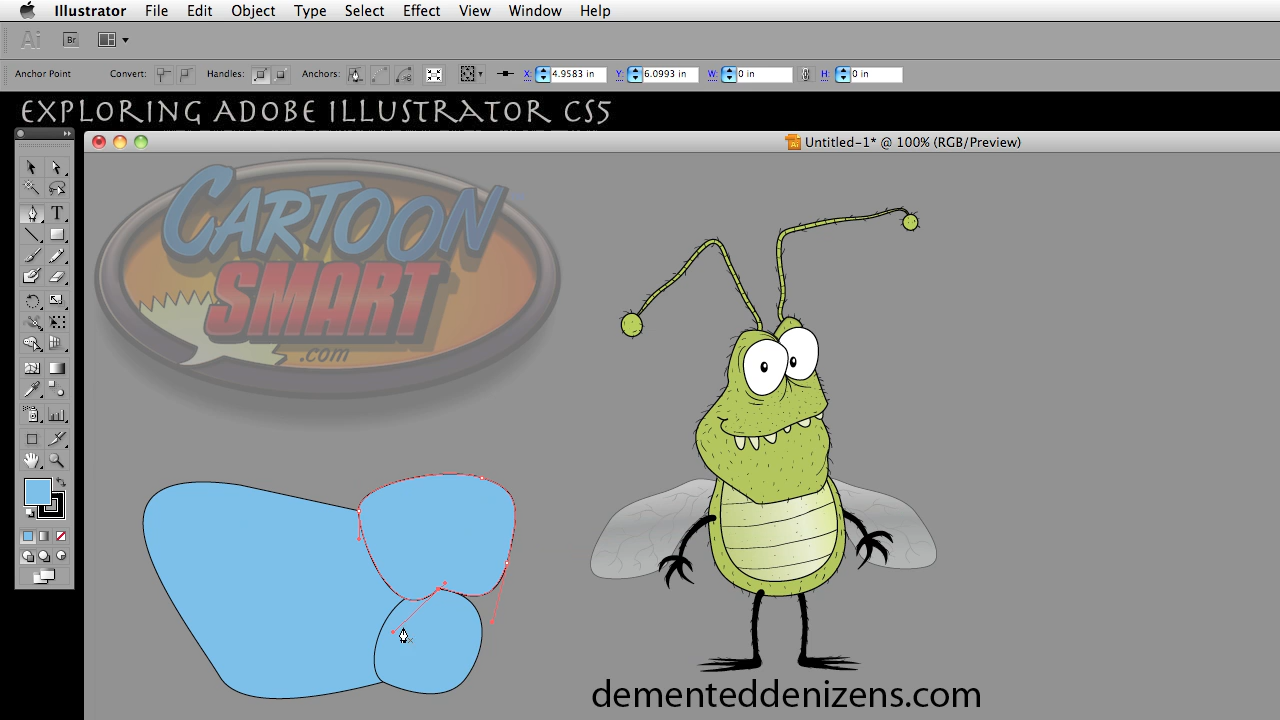 Illustrator File Edit Object Type Select Effect View Window Help
Ai Br
Anchor Point Convert: Handles: Anchors: X: 4.9583 in Y: 6.0993 in W: 0 in H: 0 in
EXPLORING ADOBE ILLUSTRATOR CS5
Untitled-1* @ 100% (RGB/Preview)
CARTOON
SMART
.com
T
dementeddenizens.com